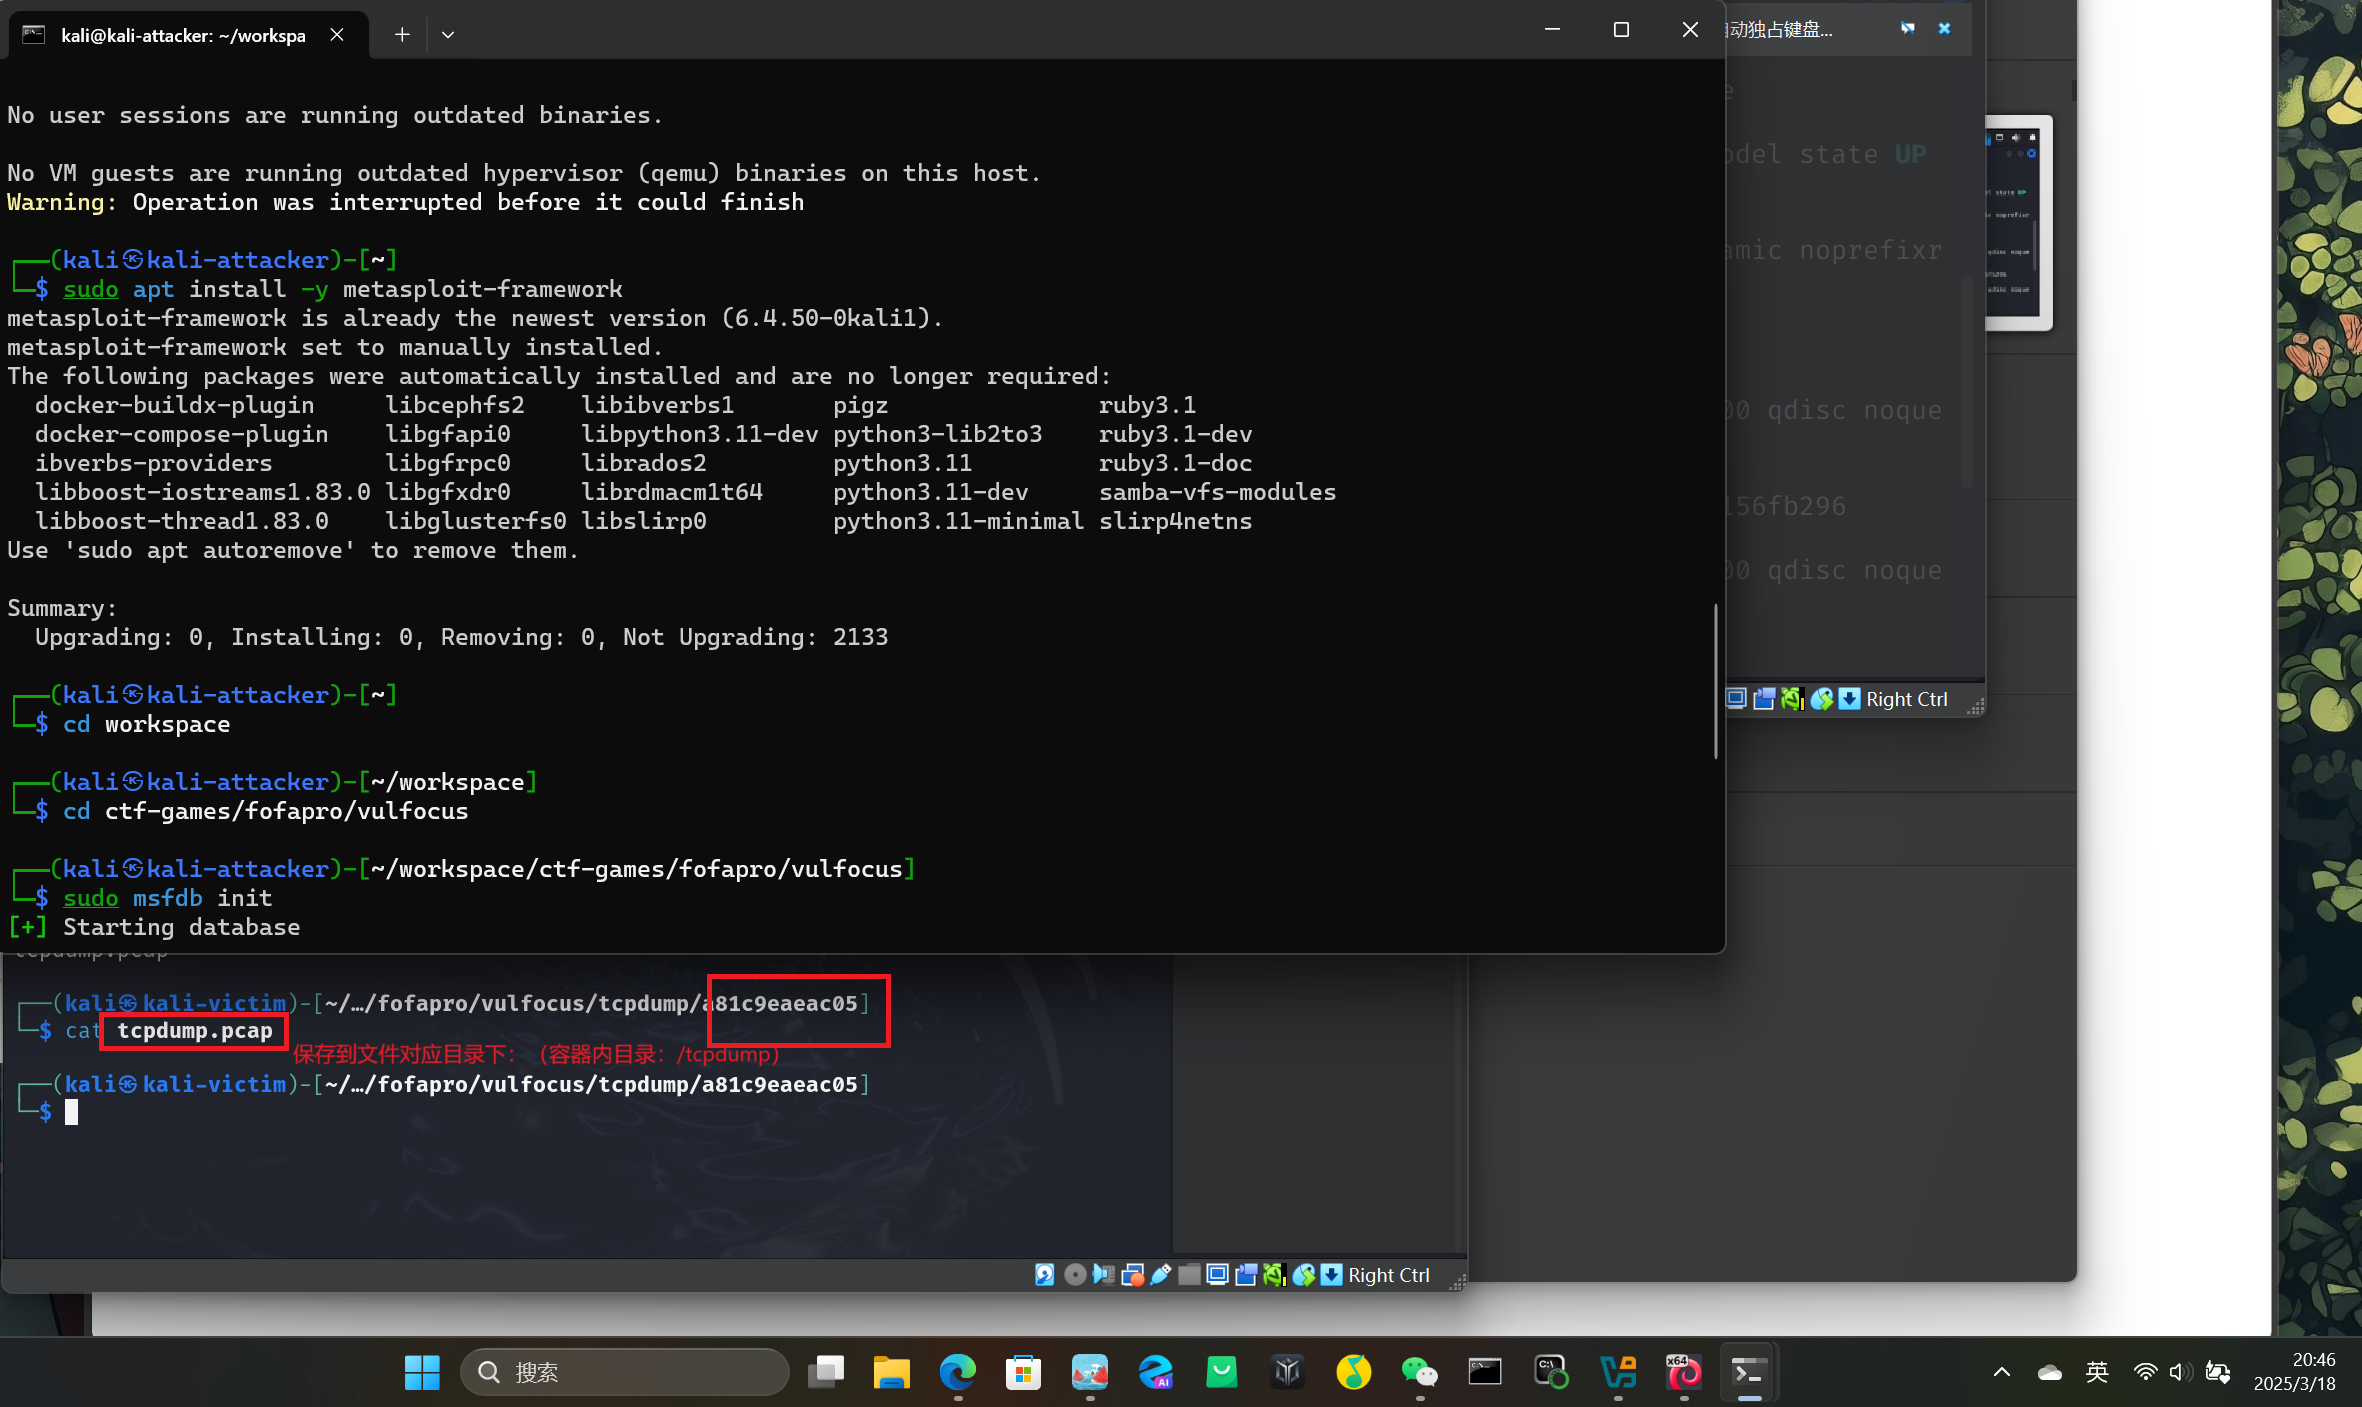 kali@kali-attacker: ~/workspa
动独占键盘...
No user sessions are running outdated binaries.
No VM guests are running outdated hypervisor (qemu) binaries on this host.
Warning: Operation was interrupted before it could finish
┌──(kali㉿kali-attacker)-[~]
└─$ sudo apt install -y metasploit-framework
metasploit-framework is already the newest version (6.4.50-0kali1).
metasploit-framework set to manually installed.
The following packages were automatically installed and are no longer required:
docker-buildx-plugin libcephfs2 libibverbs1 pigz ruby3.1
docker-compose-plugin libgfapi0 libpython3.11-dev python3-lib2to3 ruby3.1-dev
ibverbs-providers libgfrpc0 librados2 python3.11 ruby3.1-doc
libboost-iostreams1.83.0 libgfxdr0 librdmacm1t64 python3.11-dev samba-vfs-modules
libboost-thread1.83.0 libglusterfs0 libslirp0 python3.11-minimal slirp4netns
Use 'sudo apt autoremove' to remove them.
Summary:
Upgrading: 0, Installing: 0, Removing: 0, Not Upgrading: 2133
┌──(kali㉿kali-attacker)-[~]
└─$ cd workspace
┌──(kali㉿kali-attacker)-[~/workspace]
└─$ cd ctf-games/fofapro/vulfocus
┌──(kali㉿kali-attacker)-[~/workspace/ctf-games/fofapro/vulfocus]
└─$ sudo msfdb init
[+] Starting database
e
odel state UP
amic noprefixr
00 qdisc noque
156fb296
00 qdisc noque
Right Ctrl
tcpdump.pcap
┌──(kali㉿kali-victim)-[~/…/fofapro/vulfocus/tcpdump/a81c9eaeac05]
└─$ cat tcpdump.pcap
保存到文件对应目录下：（容器内目录：/tcpdump）
┌──(kali㉿kali-victim)-[~/…/fofapro/vulfocus/tcpdump/a81c9eaeac05]
└─$
Right Ctrl
搜索
AI
x64
英
20:46
2025/3/18